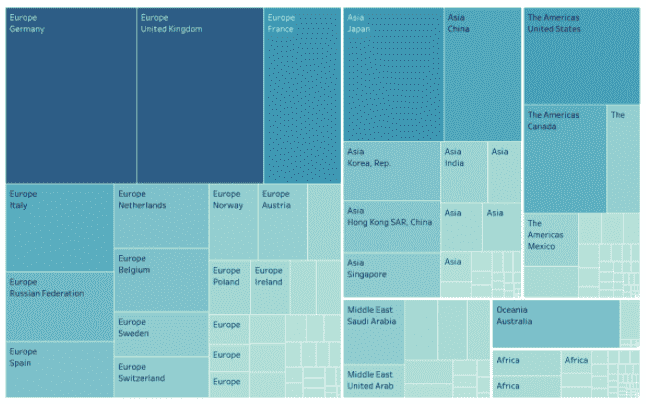 Europe
Germany
Europe
United Kingdom
Europe
France
Europe
Italy
Europe
Russian Federation
Europe
Spain
Europe
Netherlands
Europe
Belgium
Europe
Sweden
Europe
Switzerland
Europe
Norway
Europe
Austria
Europe
Poland
Europe
Ireland
Europe
Europe
Europe
Asia
Japan
Asia
China
Asia
Korea, Rep.
Asia
Hong Kong SAR, China
Asia
Singapore
Asia
India
Asia
Asia
Asia
Asia
The Americas
United States
The Americas
Canada
The
The
Americas
Mexico
Middle East
Saudi Arabia
Middle East
United Arab
Oceania
Australia
Africa
Africa
Africa